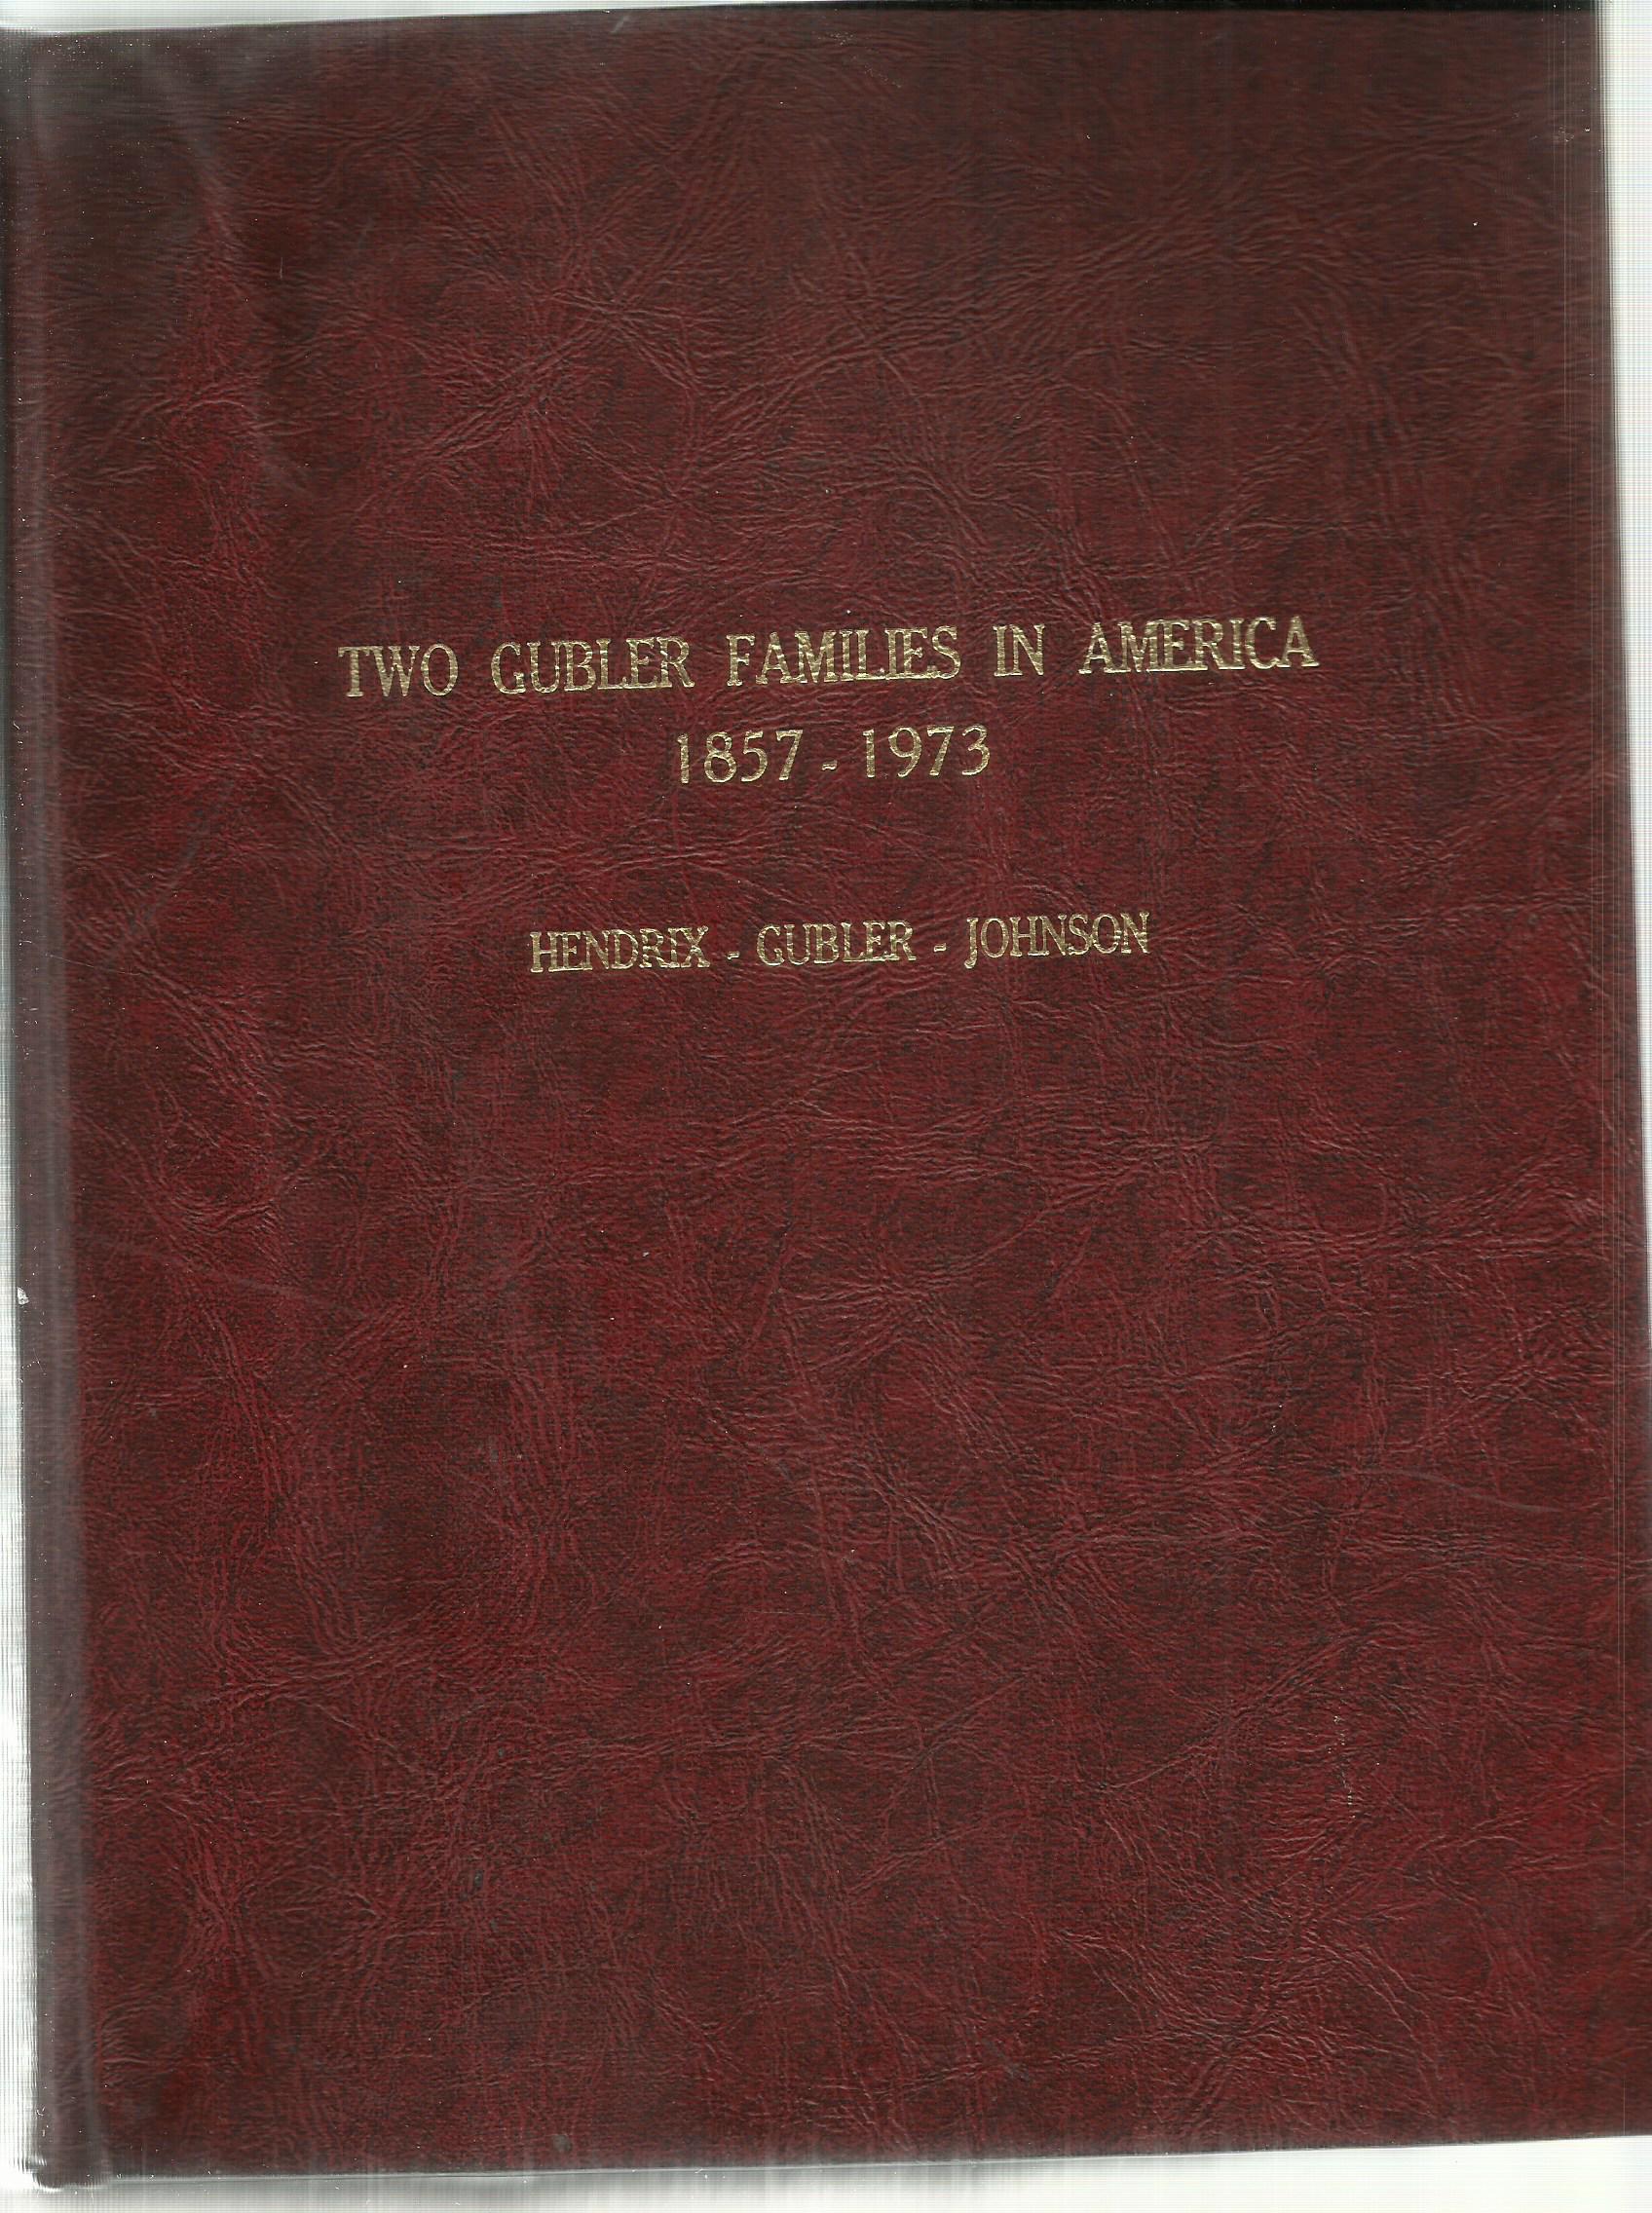 TWO GUBLER FAMILIES IN AMERICA
1857 - 1973
HENDRIX - GUBLER - JOHNSON